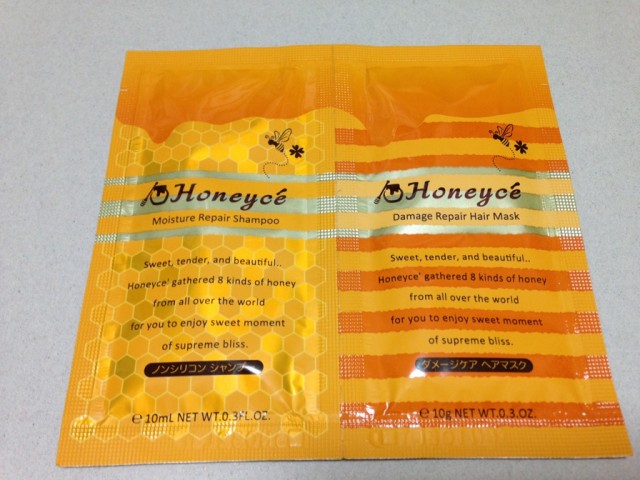 Honeycé
Moisture Repair Shampoo
Sweet, tender, and beautiful..
Honeyce' gathered 8 kinds of honey
from all over the world
for you to enjoy sweet moment
of supreme bliss.
ノンシリコン シャンプー
℮ 10mL NET WT.0.3FL.OZ.
Honeycé
Damage Repair Hair Mask
Sweet, tender, and beautiful..
Honeyce' gathered 8 kinds of honey
from all over the world
for you to enjoy sweet moment
of supreme bliss.
ダメージケア ヘアマスク
℮ 10g NET WT.0.3.OZ.